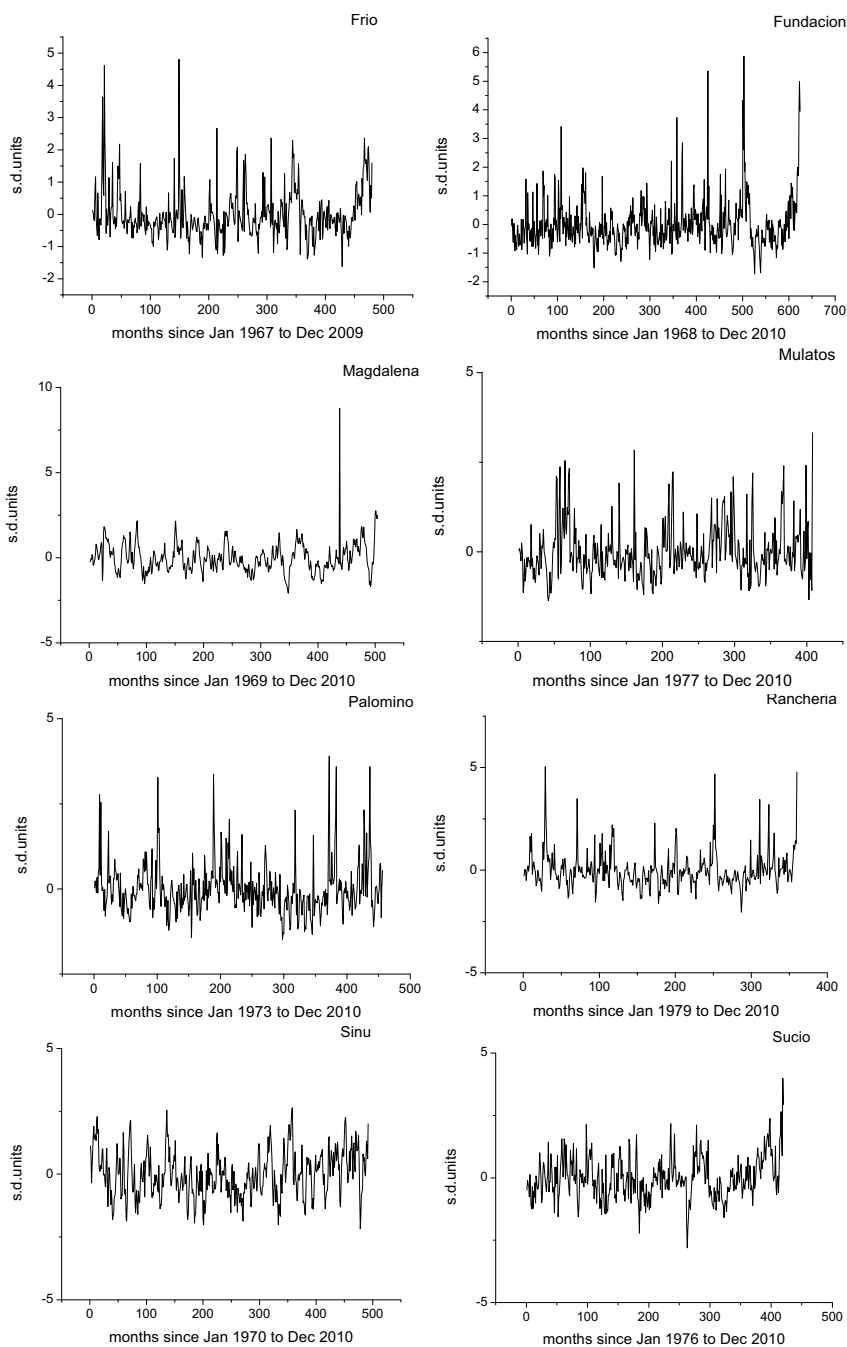 Frio
5
4
3
2
1
0
-1
-2
s.d.units
0 100 200 300 400 500
months since Jan 1967 to Dec 2009
Fundacion
6
5
4
3
2
1
0
-1
-2
s.d.units
0 100 200 300 400 500 600 700
months since Jan 1968 to Dec 2010
Magdalena
10
5
0
-5
s.d.units
0 100 200 300 400 500
months since Jan 1969 to Dec 2010
Mulatos
5
0
s.d.units
0 100 200 300 400
months since Jan 1977 to Dec 2010
Palomino
5
0
s.d.units
0 100 200 300 400 500
months since Jan 1973 to Dec 2010
Rancheria
5
0
-5
s.d.units
0 100 200 300 400
months since Jan 1979 to Dec 2010
Sinu
5
0
-5
s.d.units
0 100 200 300 400 500
months since Jan 1970 to Dec 2010
Sucio
5
0
-5
s.d.units
0 100 200 300 400 500
months since Jan 1976 to Dec 2010